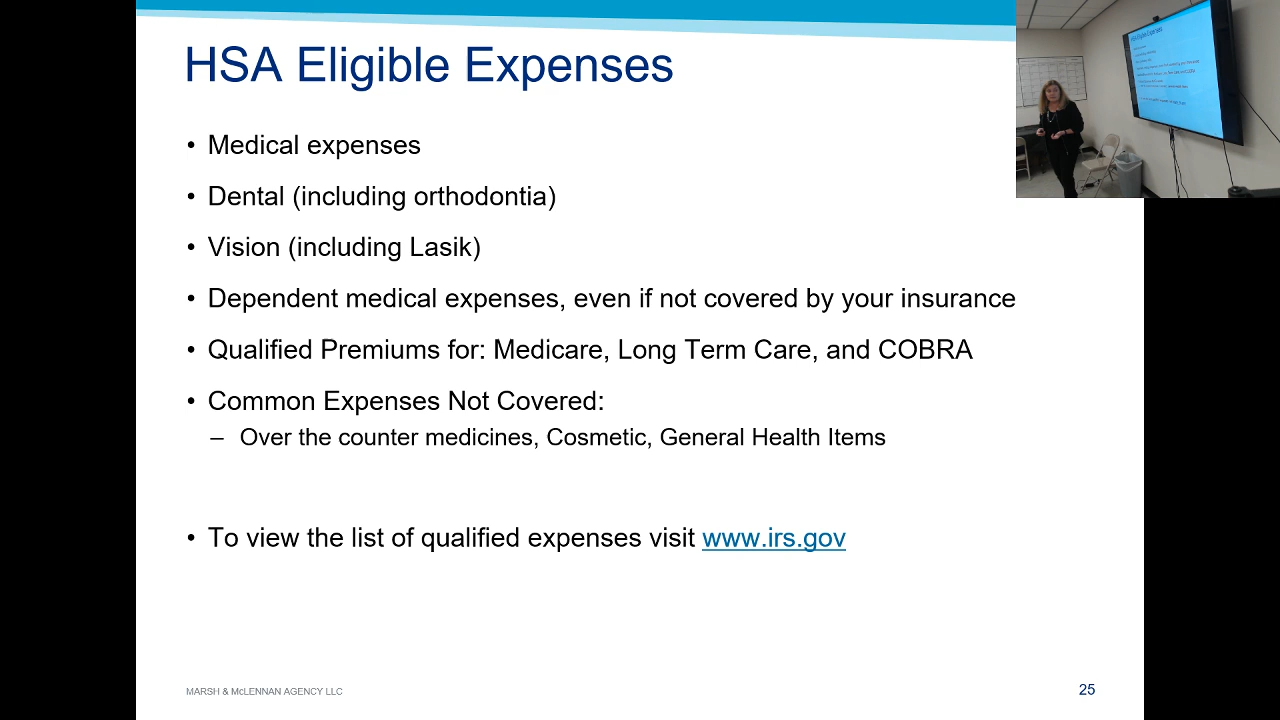 HSA Eligible Expenses
• Medical expenses
• Dental (including orthodontia)
• Vision (including Lasik)
• Dependent medical expenses, even if not covered by your insurance
• Qualified Premiums for: Medicare, Long Term Care, and COBRA
• Common Expenses Not Covered:
– Over the counter medicines, Cosmetic, General Health Items
• To view the list of qualified expenses visit www.irs.gov
MARSH & McLENNAN AGENCY LLC
25
HSA Eligible Expenses